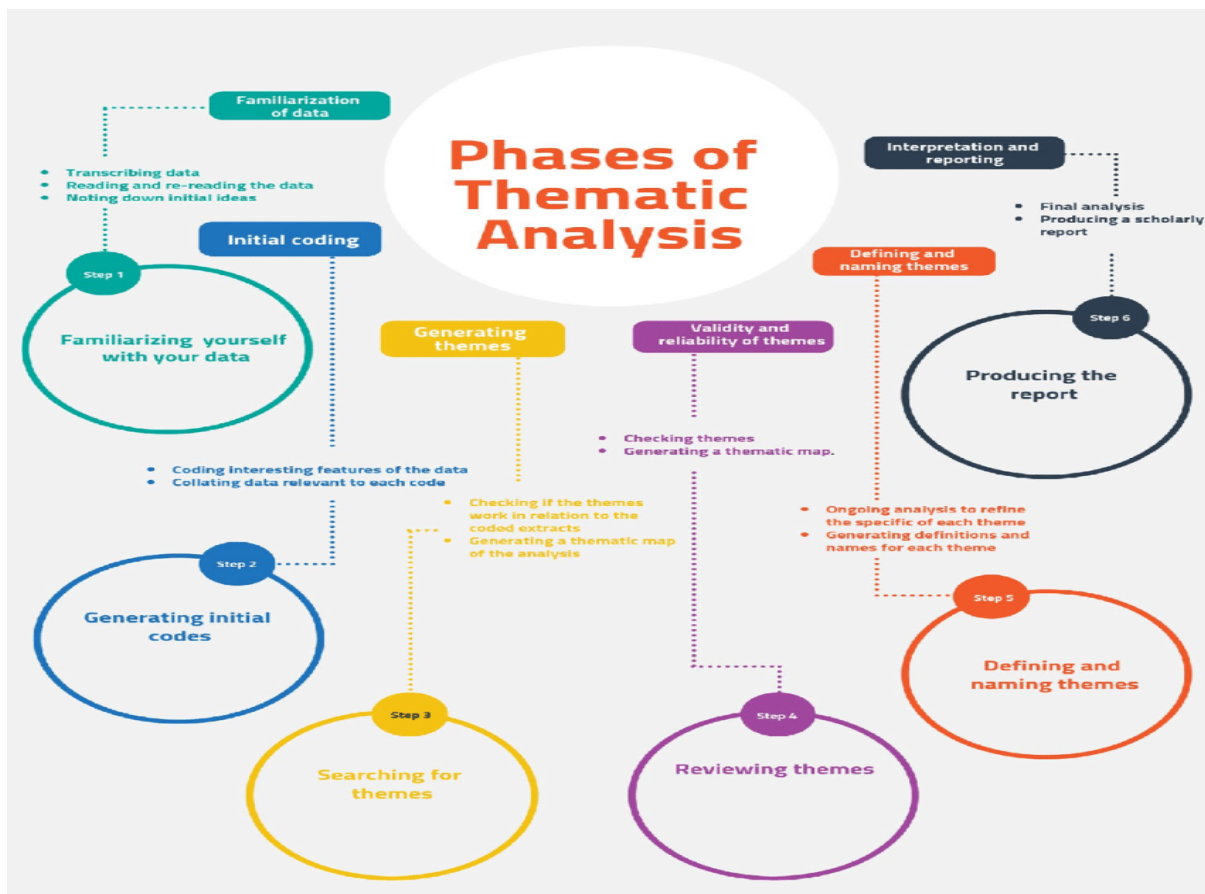 Phases of
Thematic
Analysis
Familiarization
of data
• Transcribing data
• Reading and re-reading the data
• Noting down initial ideas
Step 1
Familiarizing yourself
with your data
Initial coding
• Coding interesting features of the data
• Collating data relevant to each code
Step 2
Generating initial
codes
Generating
themes
• Checking if the themes
work in relation to the
coded extracts
• Generating a thematic map
of the analysis
Step 3
Searching for
themes
Validity and
reliability of themes
• Checking themes
• Generating a thematic map.
Step 4
Reviewing themes
Defining and
naming themes
• Ongoing analysis to refine
the specific of each theme
• Generating definitions and
names for each theme
Step 5
Defining and
naming themes
Interpretation and
reporting
• Final analysis
• Producing a scholarly
report
Step 6
Producing the
report